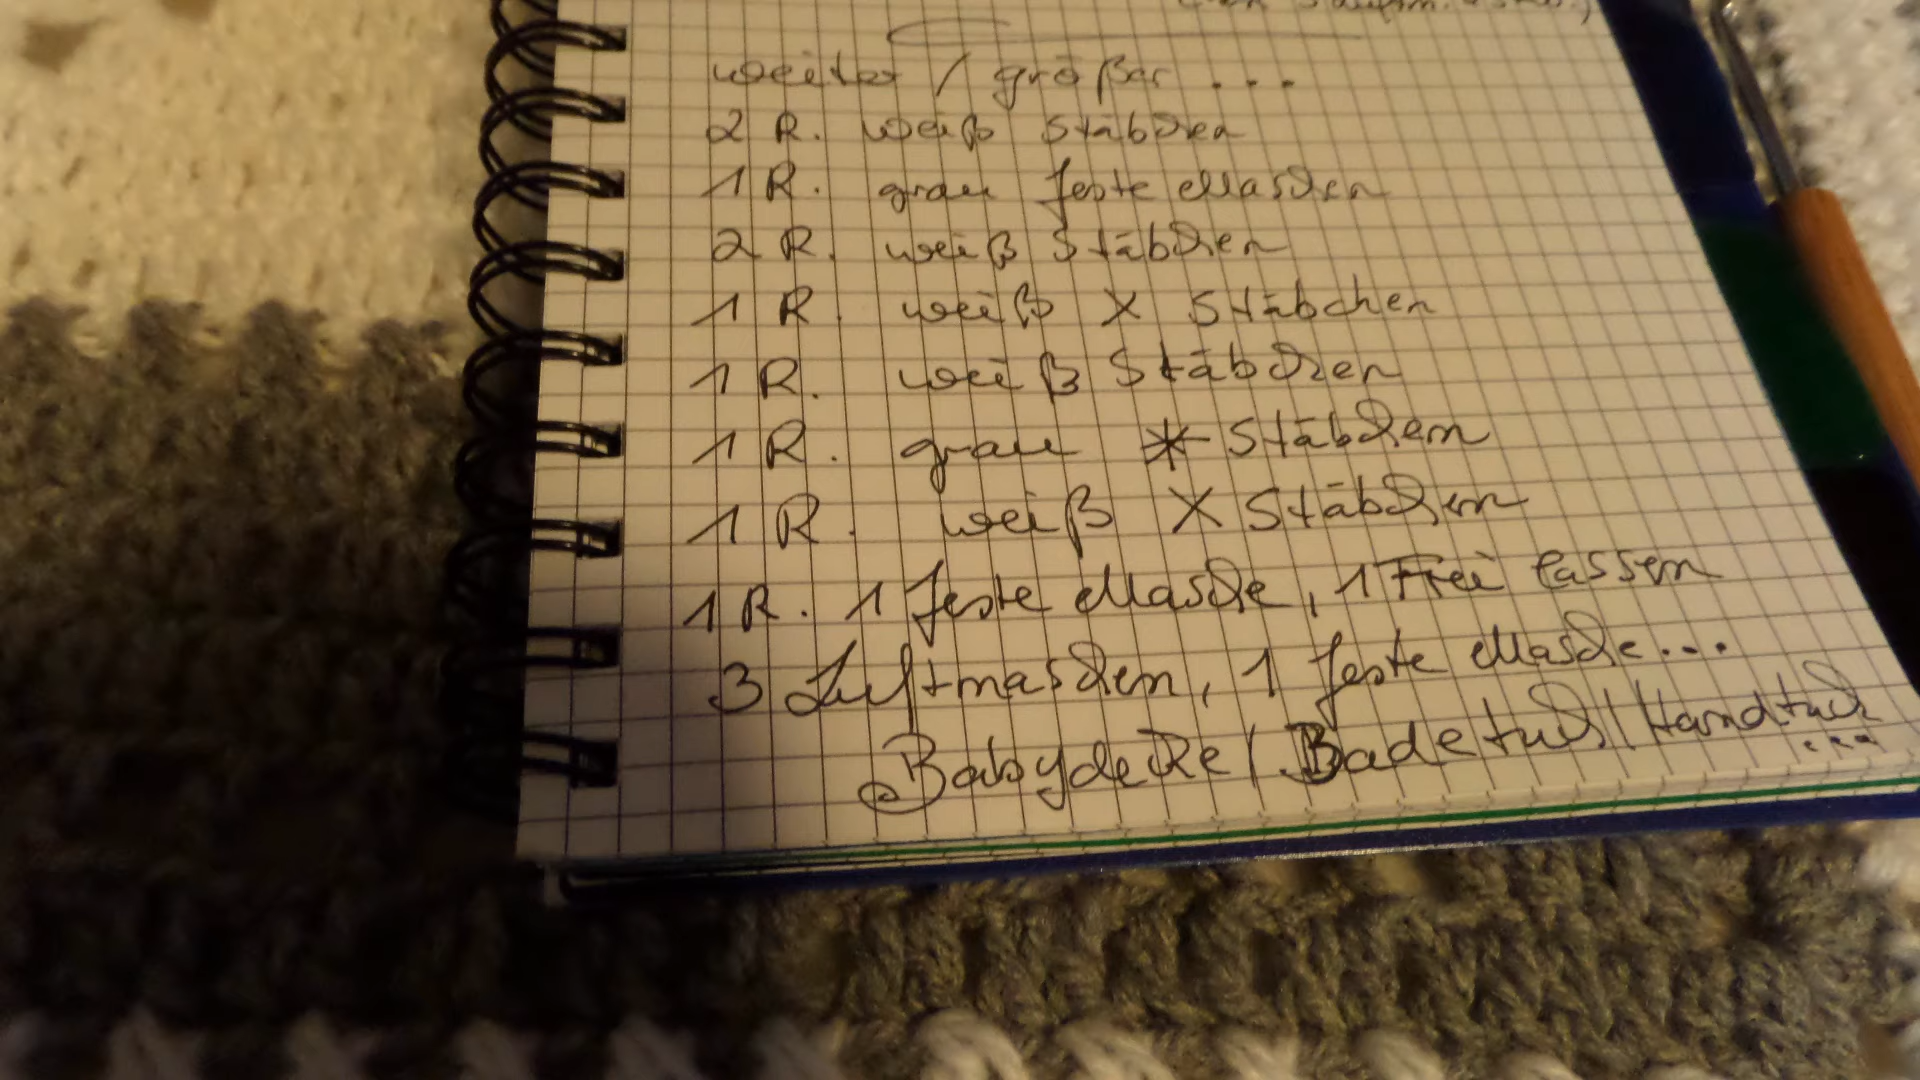 weiter / größer ...
2 R. weiß Stäbchen
1 R. grau feste Maschen
2 R. weiß Stäbchen
1 R. weiß X Stäbchen
1 R. weiß Stäbchen
1 R. grau * Stäbchen
1 R. weiß X Stäbchen
1 R. 1 feste Masche, 1 Frei lassen
3 Luftmaschen, 1 feste Masche...
Babydecke / Badetuch / Handtuch
...